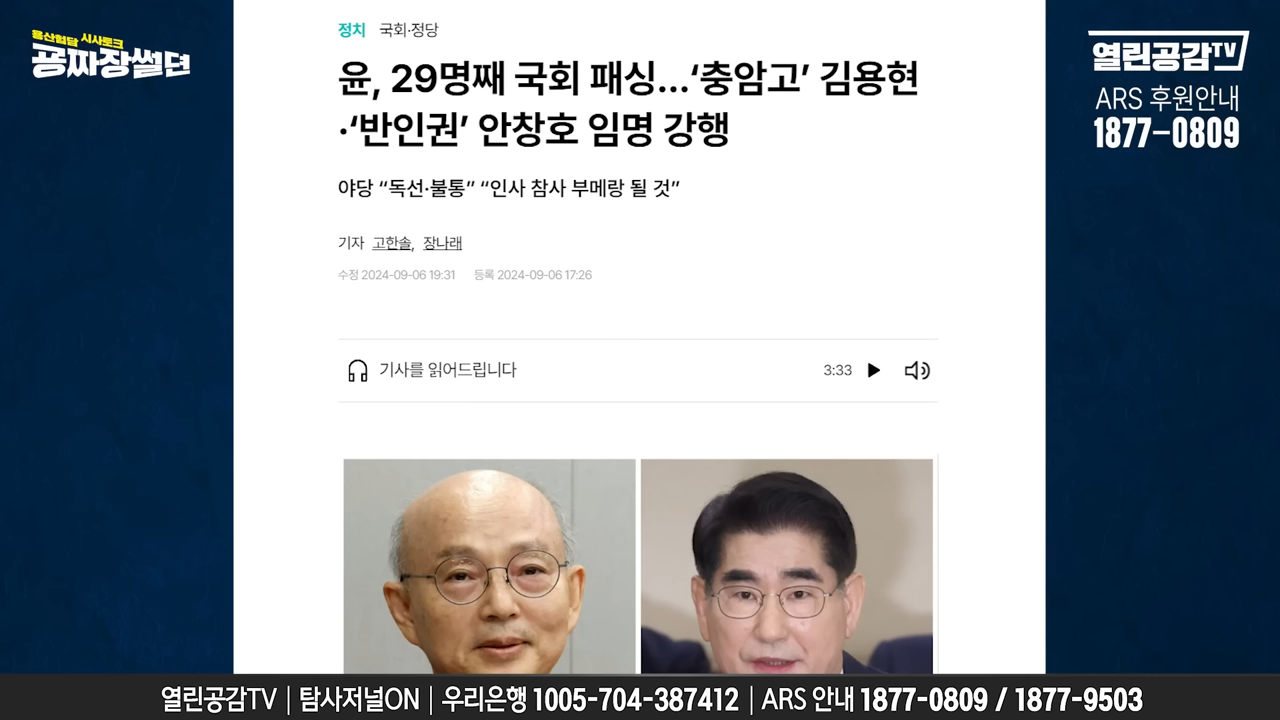 용산험담 시사토크
굥짜장썰뎐
열린공감TV
ARS 후원안내
1877-0809
정치 국회·정당
윤, 29명째 국회 패싱…‘충암고’ 김용현
·‘반인권’ 안창호 임명 강행
야당 “독선·불통” “인사 참사 부메랑 될 것”
기자 고한솔, 장나래
수정 2024-09-06 19:31 등록 2024-09-06 17:26
기사를 읽어드립니다 3:33
열린공감TV | 탐사저널ON | 우리은행 1005-704-387412 | ARS 안내 1877-0809 / 1877-9503